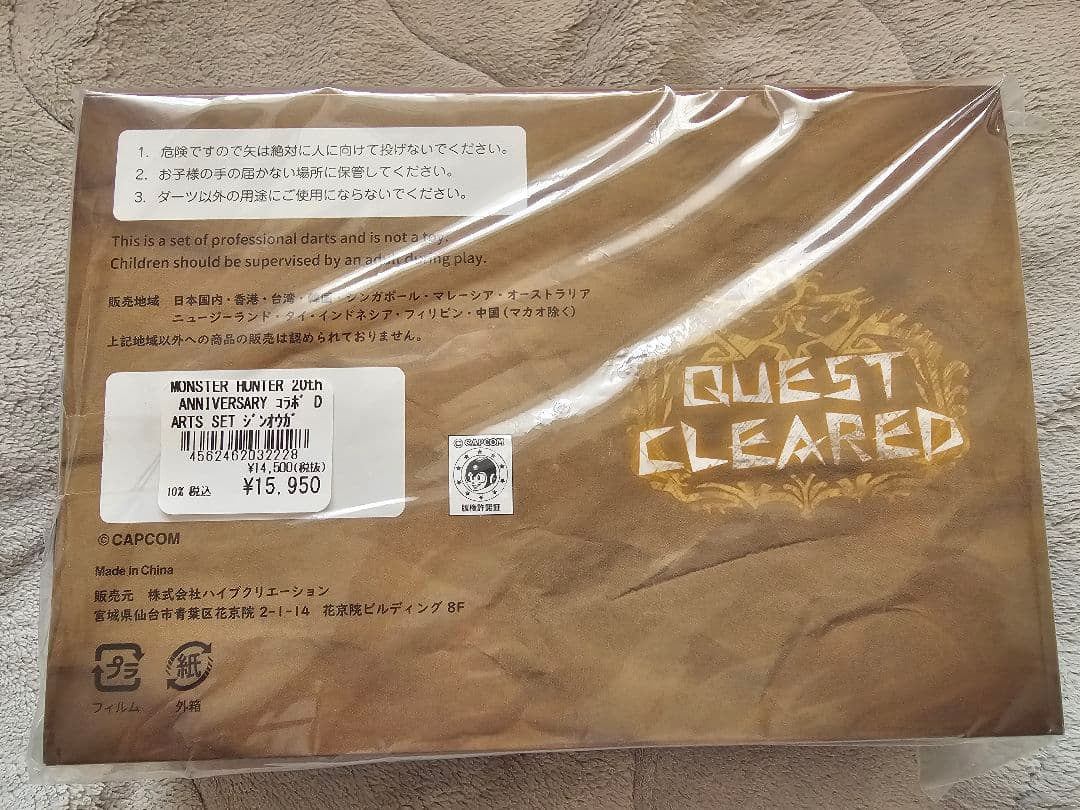 1. 危険ですので矢は絶対に人に向けて投げないでください。
2. お子様の手の届かない場所に保管してください。
3. ダーツ以外の用途にご使用にならないでください。
This is a set of professional darts and is not a toy.
Children should be supervised by an adult during play.
販売地域 日本国内・香港・台湾・韓国・シンガポール・マレーシア・オーストラリア
ニュージーランド・タイ・インドネシア・フィリピン・中国(マカオ除く)
上記地域以外への商品の販売は認められておりません。
MONSTER HUNTER 20th
ANNIVERSARY コラボ D
ARTS SET ジンオウガ
4562462032228
¥14,500(税抜)
10% 税込 ¥15,950
© CAPCOM
版権許諾証
QUEST
CLEARED
©CAPCOM
Made in China
販売元 株式会社ハイブクリエーション
宮城県仙台市青葉区花京院 2-1-14 花京院ビルディング 8F
プラ
フィルム
紙
外箱